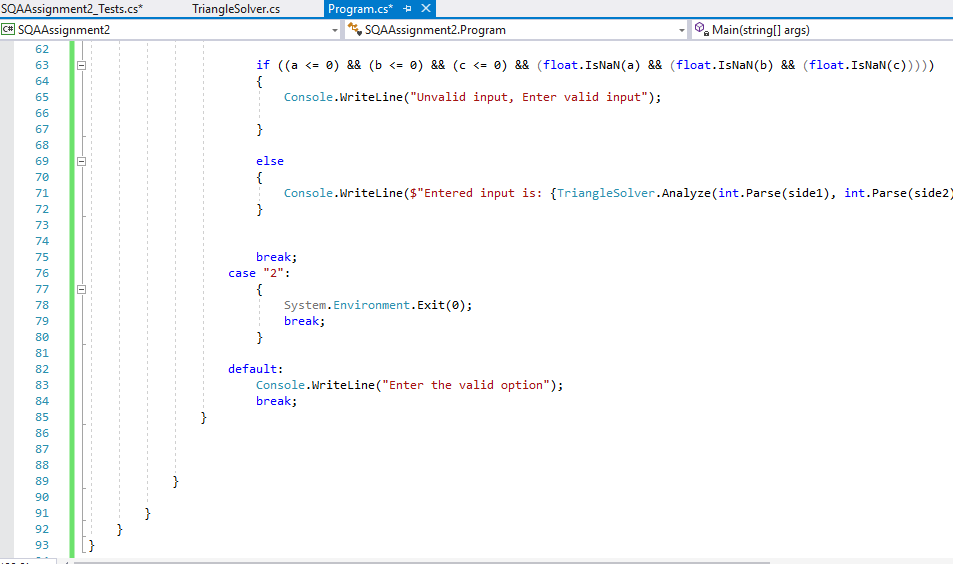 SQAAssignment2_Tests.cs* TriangleSolver.cs Program.cs*
C# SQAAssignment2 SQAAssignment2.Program Main(string[] args)
62
63 if ((a <= 0) && (b <= 0) && (c <= 0) && (float.IsNaN(a) && (float.IsNaN(b) && (float.IsNaN(c)))))
64 {
65 Console.WriteLine("Unvalid input, Enter valid input");
66
67 }
68
69 else
70 {
71 Console.WriteLine($"Entered input is: {TriangleSolver.Analyze(int.Parse(side1), int.Parse(side2)
72 }
73
74
75 break;
76 case "2":
77 {
78 System.Environment.Exit(0);
79 break;
80 }
81
82 default:
83 Console.WriteLine("Enter the valid option");
84 break;
85 }
86
87
88
89 }
90
91 }
92 }
93 }